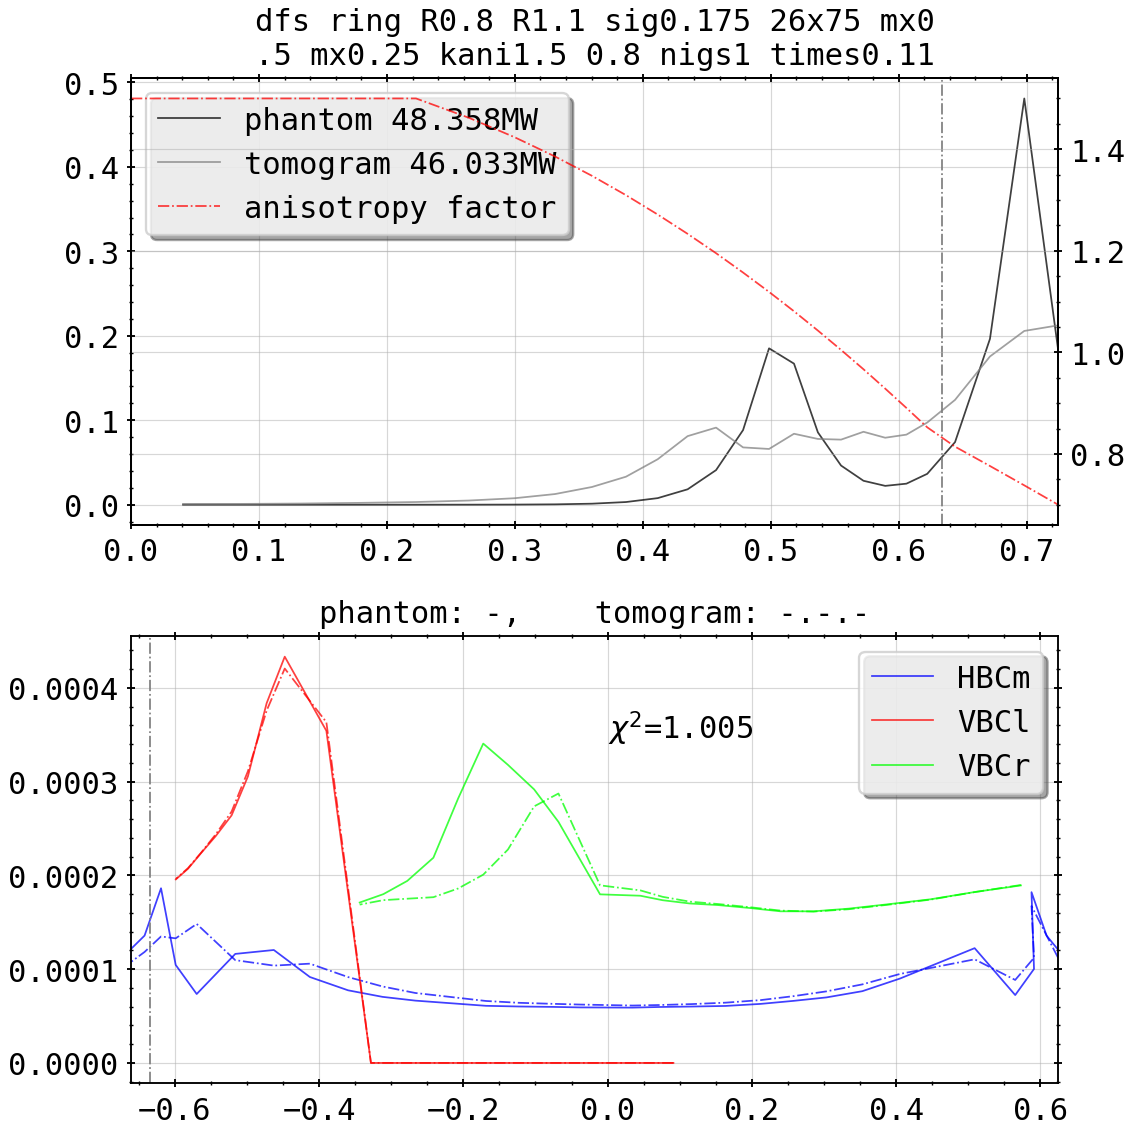 dfs ring R0.8 R1.1 sig0.175 26x75 mx0
.5 mx0.25 kani1.5 0.8 nigs1 times0.11
0.5
0.4
0.3
0.2
0.1
0.0
phantom 48.358MW
tomogram 46.033MW
anisotropy factor
1.4
1.2
1.0
0.8
0.0 0.1 0.2 0.3 0.4 0.5 0.6 0.7
phantom: -, tomogram: -.-.-
0.0004
0.0003
0.0002
0.0001
0.0000
χ²=1.005
HBCm
VBCl
VBCr
−0.6 −0.4 −0.2 0.0 0.2 0.4 0.6